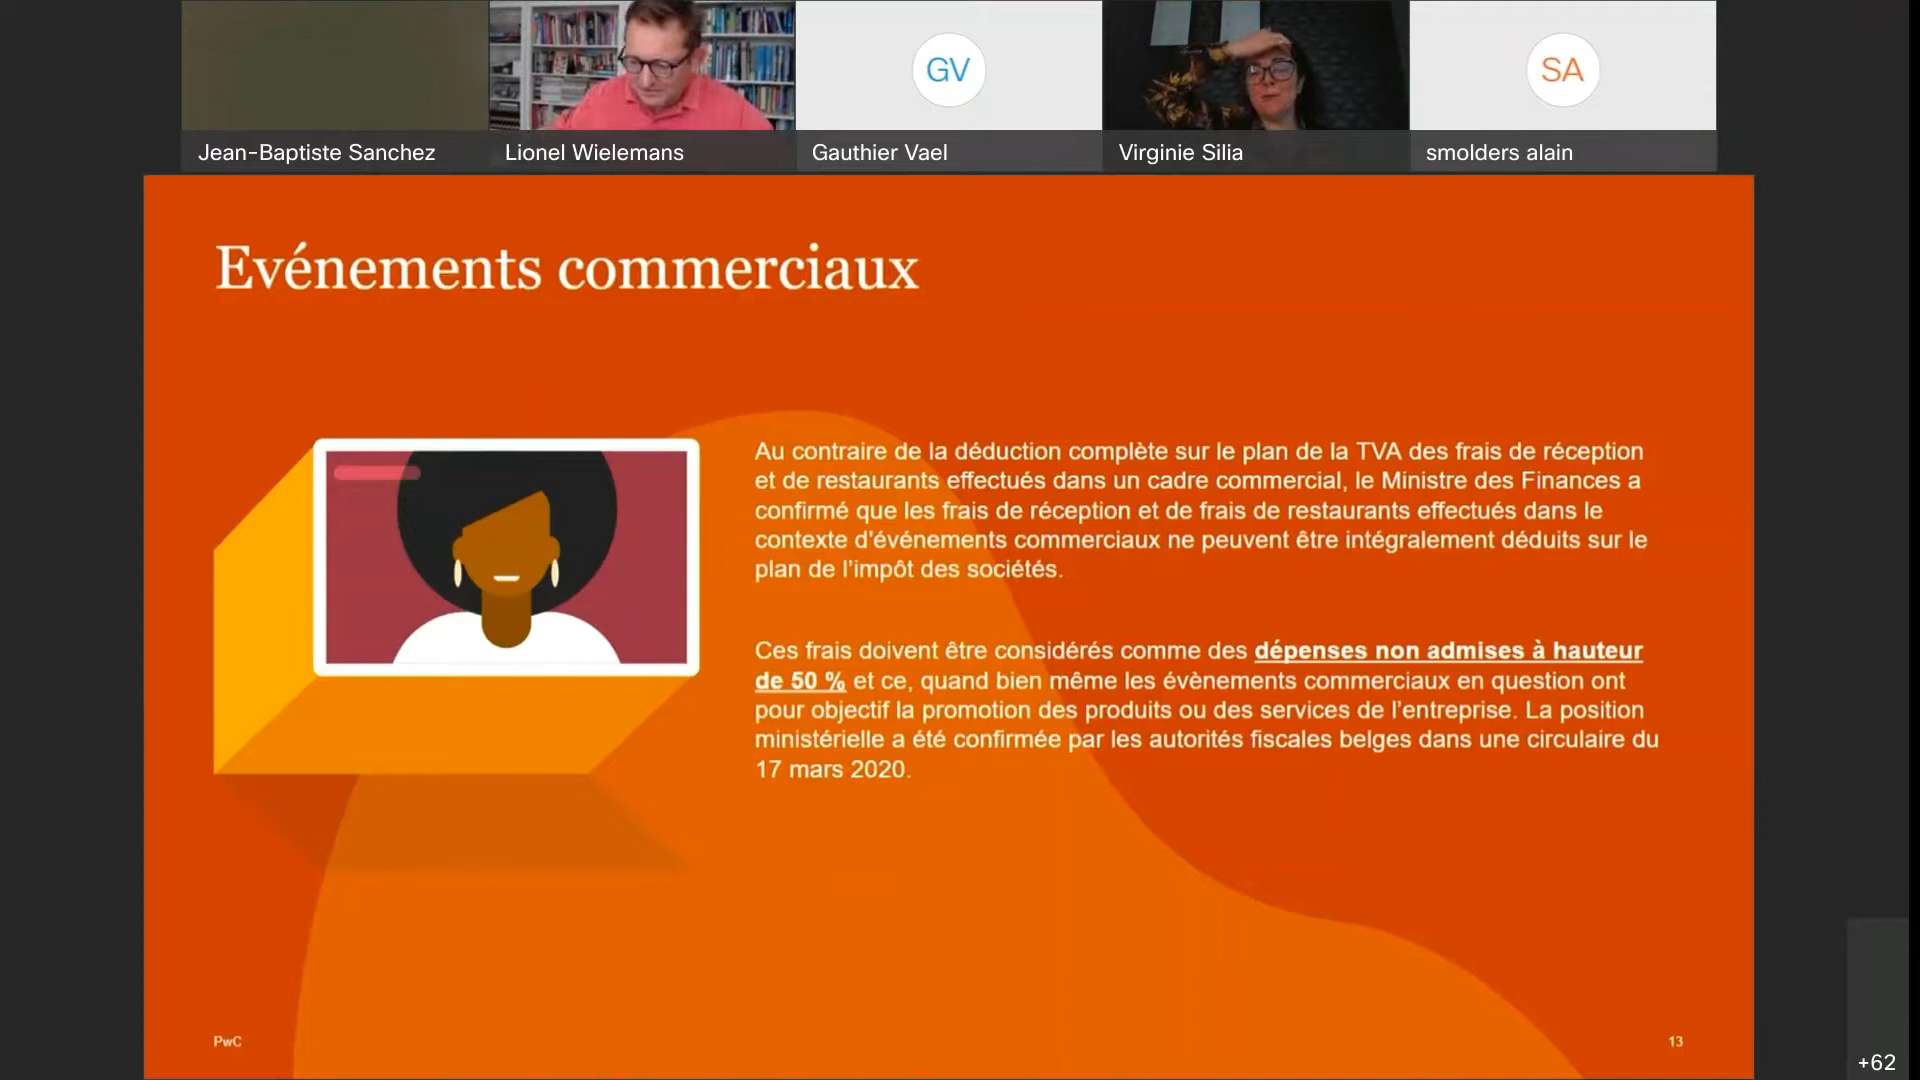 GV
SA
Jean-Baptiste Sanchez
Lionel Wielemans
Gauthier Vael
Virginie Silia
smolders alain
Evénements commerciaux
Au contraire de la déduction complète sur le plan de la TVA des frais de réception
et de restaurants effectués dans un cadre commercial, le Ministre des Finances a
confirmé que les frais de réception et de frais de restaurants effectués dans le
contexte d'événements commerciaux ne peuvent être intégralement déduits sur le
plan de l’impôt des sociétés.
Ces frais doivent être considérés comme des dépenses non admises à hauteur
de 50 % et ce, quand bien même les évènements commerciaux en question ont
pour objectif la promotion des produits ou des services de l’entreprise. La position
ministérielle a été confirmée par les autorités fiscales belges dans une circulaire du
17 mars 2020.
PwC
13
+62